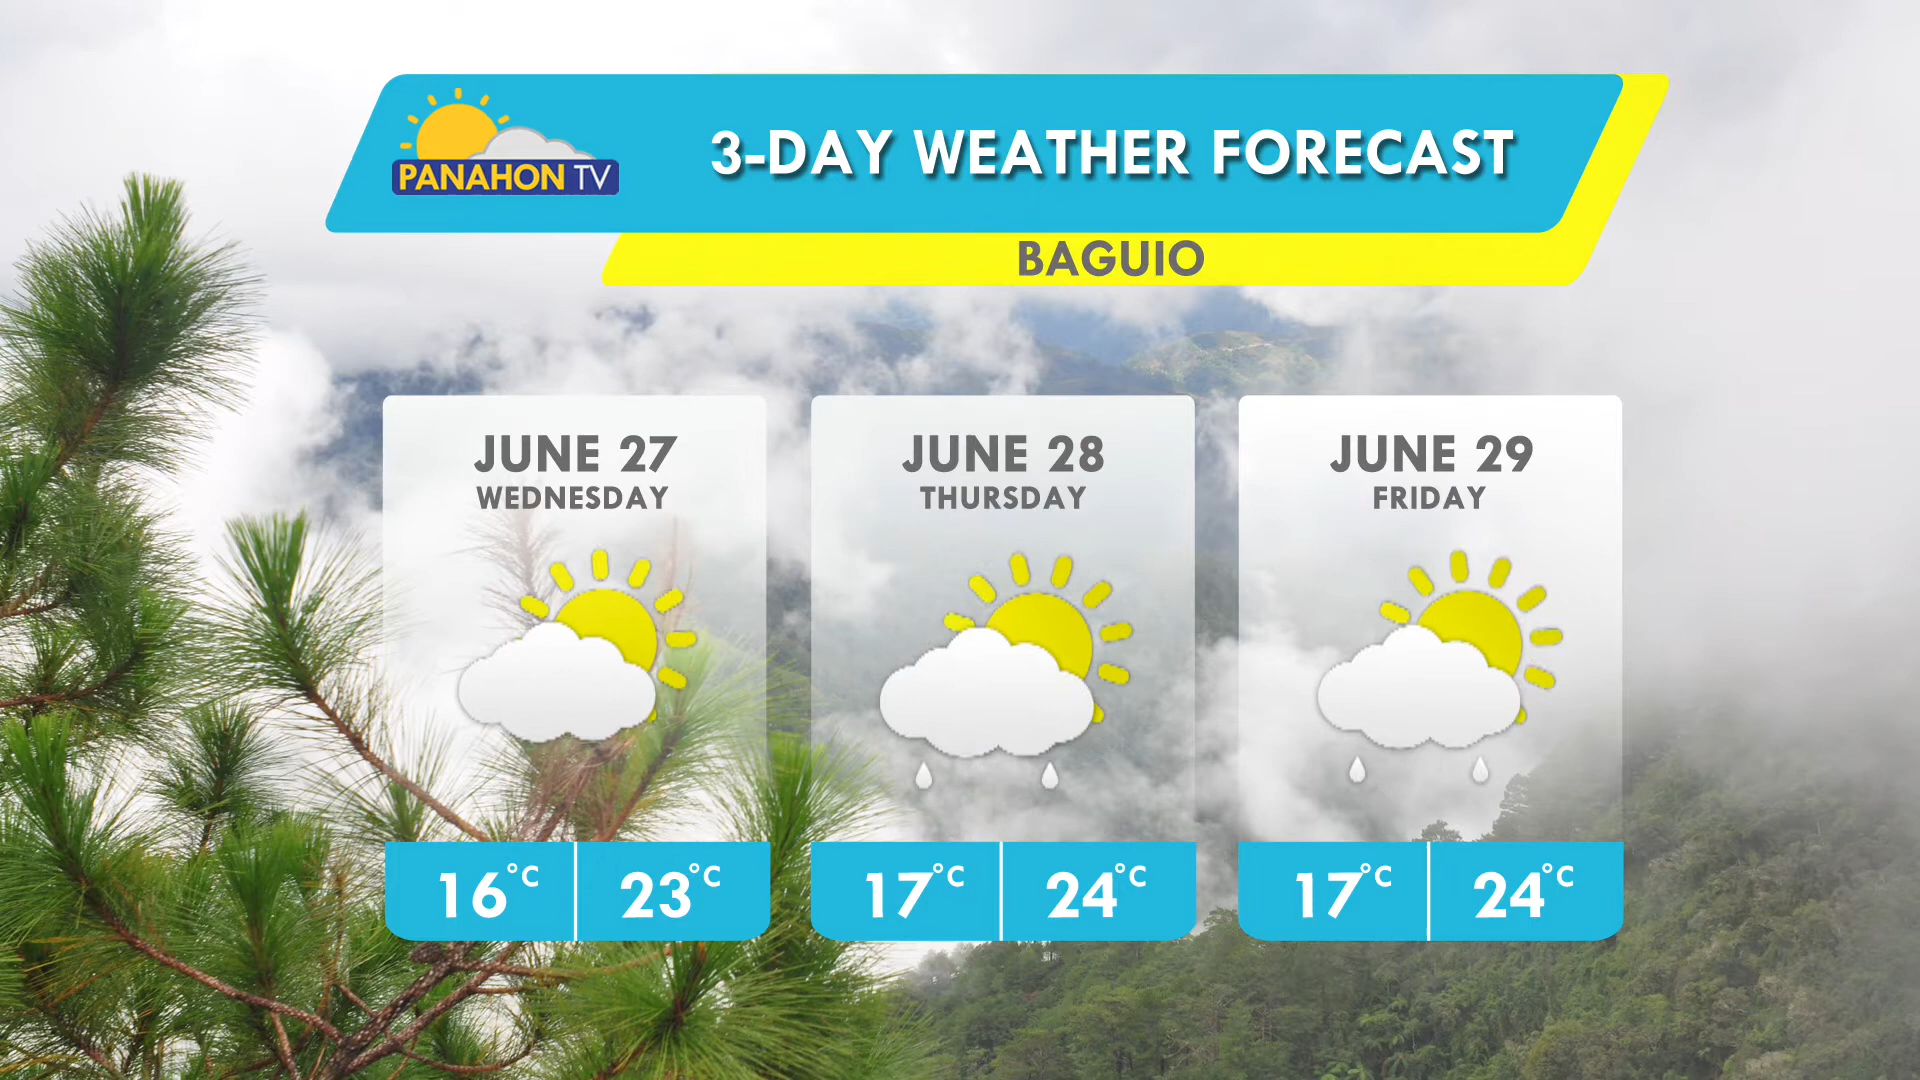 PANAHON TV
3-DAY WEATHER FORECAST
BAGUIO
JUNE 27
WEDNESDAY
16°C 23°C
JUNE 28
THURSDAY
17°C 24°C
JUNE 29
FRIDAY
17°C 24°C